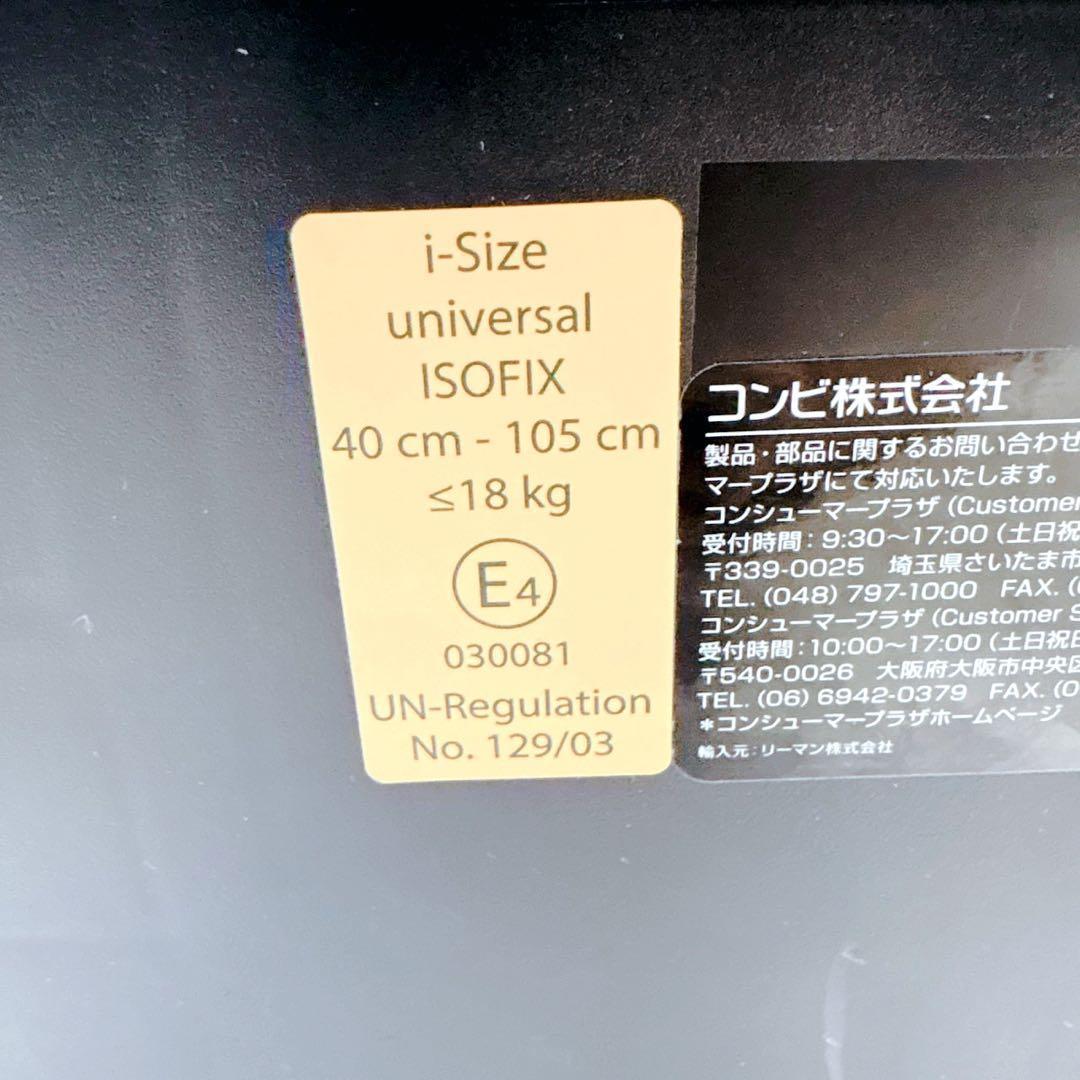 i-Size
universal
ISOFIX
40 cm - 105 cm
≤18 kg
E4
030081
UN-Regulation
No. 129/03
コンビ株式会社
製品・部品に関するお問い合わせ
マープラザにて対応いたします。
コンシューマープラザ (Customer
受付時間：9:30～17:00 (土日祝
〒339-0025 埼玉県さいたま市
TEL. (048) 797-1000 FAX. (
コンシューマープラザ (Customer S
受付時間：10:00～17:00 (土日祝日
〒540-0026 大阪府大阪市中央区
TEL. (06) 6942-0379 FAX. (0
*コンシューマープラザホームページ
輸入元：リーマン株式会社